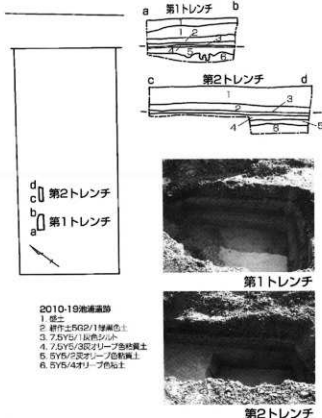 a 第1トレンチ b
1
2
3
4
5
6
c 第2トレンチ d
1
2
3
4
5
6
d
c 第2トレンチ
b
a 第1トレンチ
第1トレンチ
2010-19池浦遺跡
1. 盛土
2. 耕作土5G2/1緑黒色土
3. 7.5Y5/1灰色シルト
4. 7.5Y5/3灰オリーブ色粘質土
5. 5Y5/2灰オリーブ色粘質土
6. 5Y5/4オリーブ色粘土
第2トレンチ